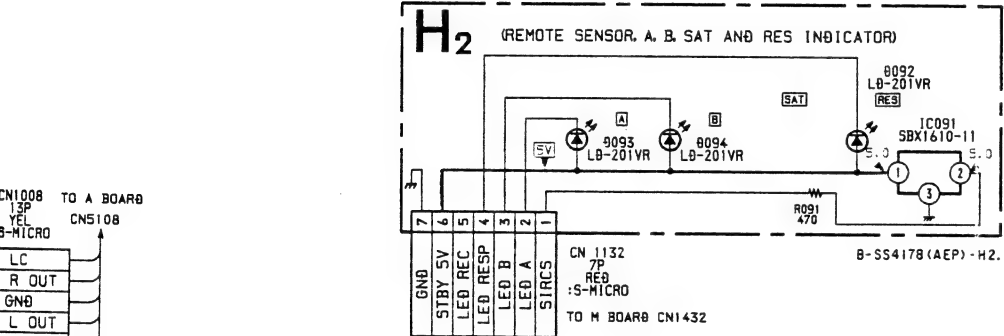 H2
(REMOTE SENSOR, A, B, SAT AND RES INDICATOR)
D092
LD-201VR
SAT
RES
A
B
IC091
SBX1610-11
5V
D093
LD-201VR
D094
LD-201VR
5.0
5.0
1
2
3
R091
470
7
6
5
4
3
2
1
GND
STBY 5V
LED REC
LED RESP
LED B
LED A
SIRCS
CN 1132
7P
RED
:S-MICRO
TO M BOARD CN1432
B-SS4178(AEP)-H2.
CN1008
13P
YEL
S-MICRO
TO A BOARD
CN5108
LC
R OUT
GND
L OUT